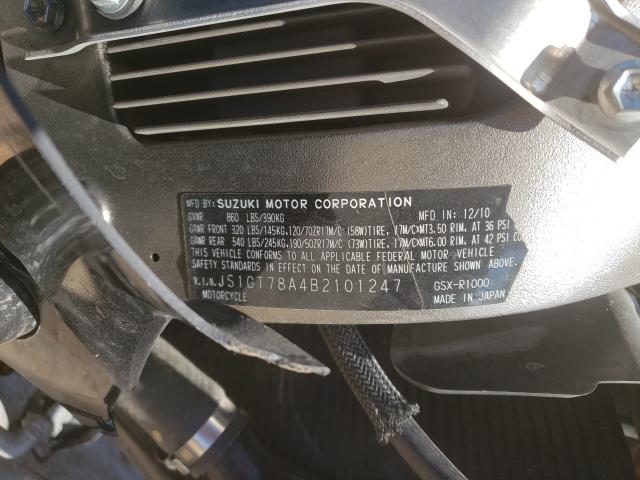 MFD BY: SUZUKI MOTOR CORPORATION
GVWR 860 LBS/390KG MFD IN 12/10
GAWR FRONT 320 LBS/145KG,120/70ZR17M/C (58W)TIRE, 17M/C×MT3.50 RIM, AT 36 PSI
GAWR REAR 540 LBS/245KG,190/50ZR17M/C (73W)TIRE, 17M/C×MT6.00 RIM, AT 42 PSI
THIS VEHICLE CONFORMS TO ALL APPLICABLE FEDERAL MOTOR VEHICLE
SAFETY STANDARDS IN EFFECT ON THE DATE OF MANUFACTURE SHOWN ABOVE.
V.I.N. JS1GT78A4B2101247 GSX-R1000
MOTORCYCLE MADE IN JAPAN